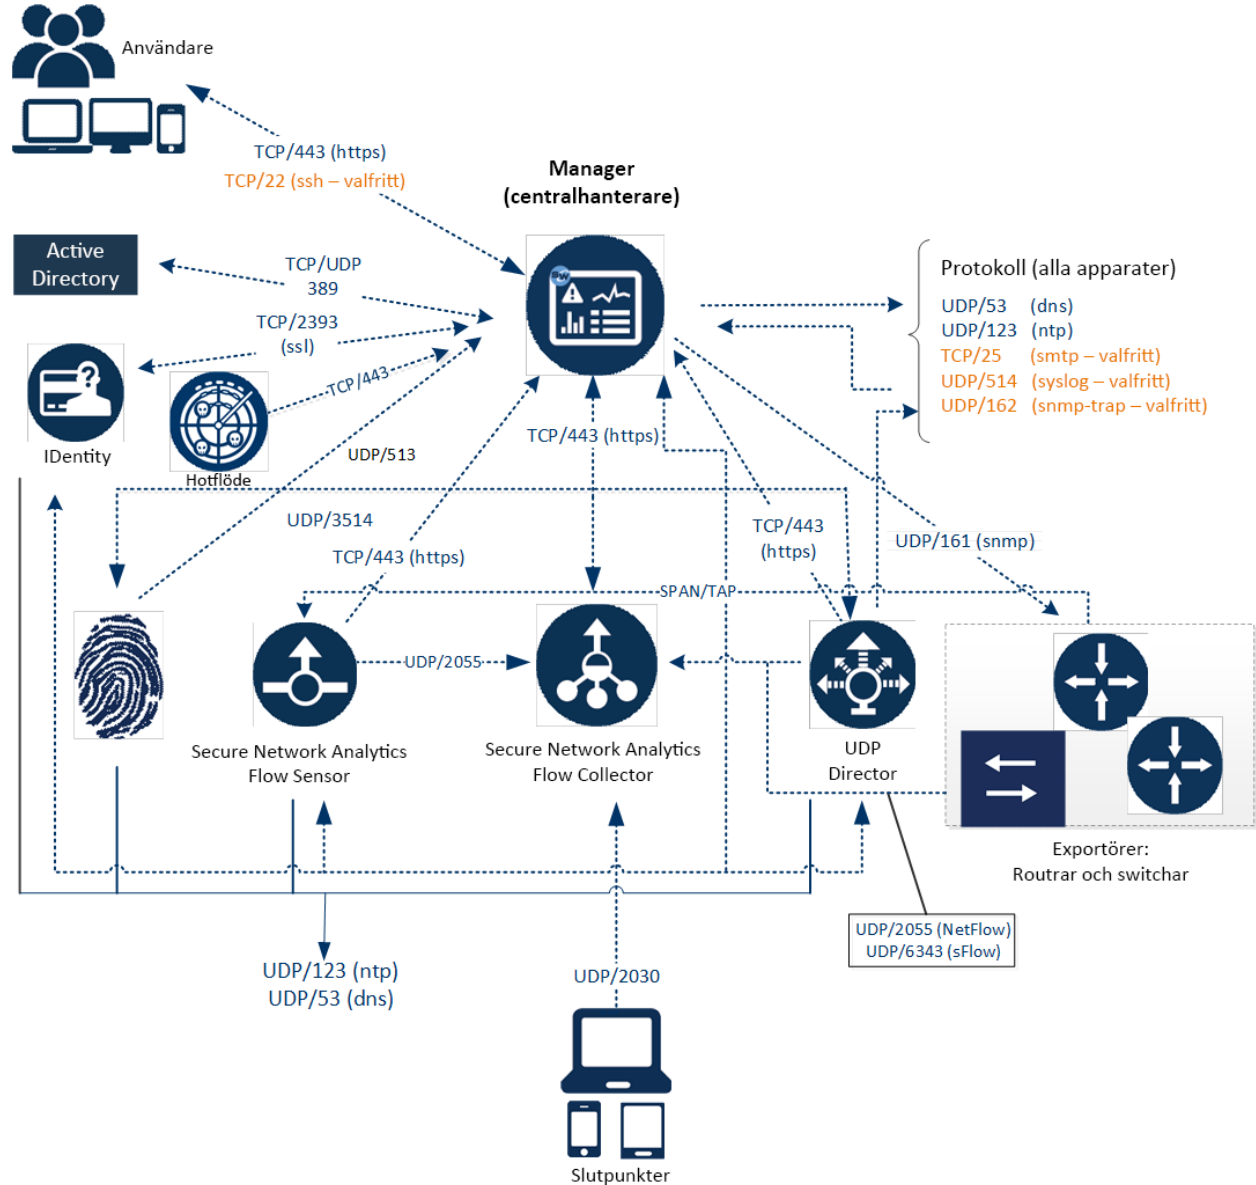 Användare
TCP/443 (https)
TCP/22 (ssh – valfritt)
Manager
(centralhanterare)
Active
Directory
TCP/UDP
389
TCP/2393
(ssl)
TCP/443
IDentity
Hotflöde
SW
Protokoll (alla apparater)
UDP/53 (dns)
UDP/123 (ntp)
TCP/25 (smtp – valfritt)
UDP/514 (syslog – valfritt)
UDP/162 (snmp-trap – valfritt)
TCP/443 (https)
UDP/513
UDP/3514
TCP/443 (https)
TCP/443
(https)
UDP/161 (snmp)
SPAN/TAP
UDP/2055
Secure Network Analytics
Flow Sensor
Secure Network Analytics
Flow Collector
UDP
Director
Exportörer:
Routrar och switchar
UDP/2055 (NetFlow)
UDP/6343 (sFlow)
UDP/123 (ntp)
UDP/53 (dns)
UDP/2030
Slutpunkter